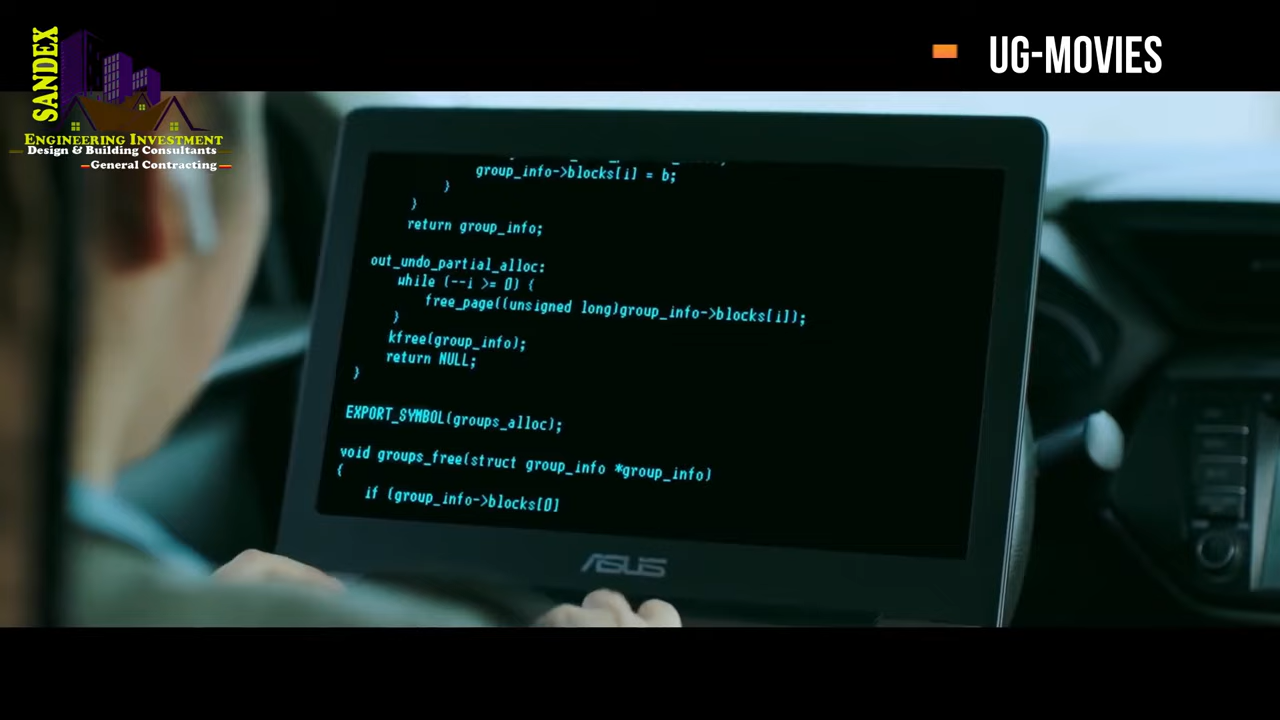 SANDEX
ENGINEERING INVESTMENT
Design & Building Consultants
General Contracting
UG-MOVIES
group_info->blocks[i] = b;
}
}
return group_info;
out_undo_partial_alloc:
while (--i >= 0) {
free_page((unsigned long)group_info->blocks[i]);
}
kfree(group_info);
return NULL;
}
EXPORT_SYMBOL(groups_alloc);
void groups_free(struct group_info *group_info)
{
if (group_info->blocks[0]
ASUS